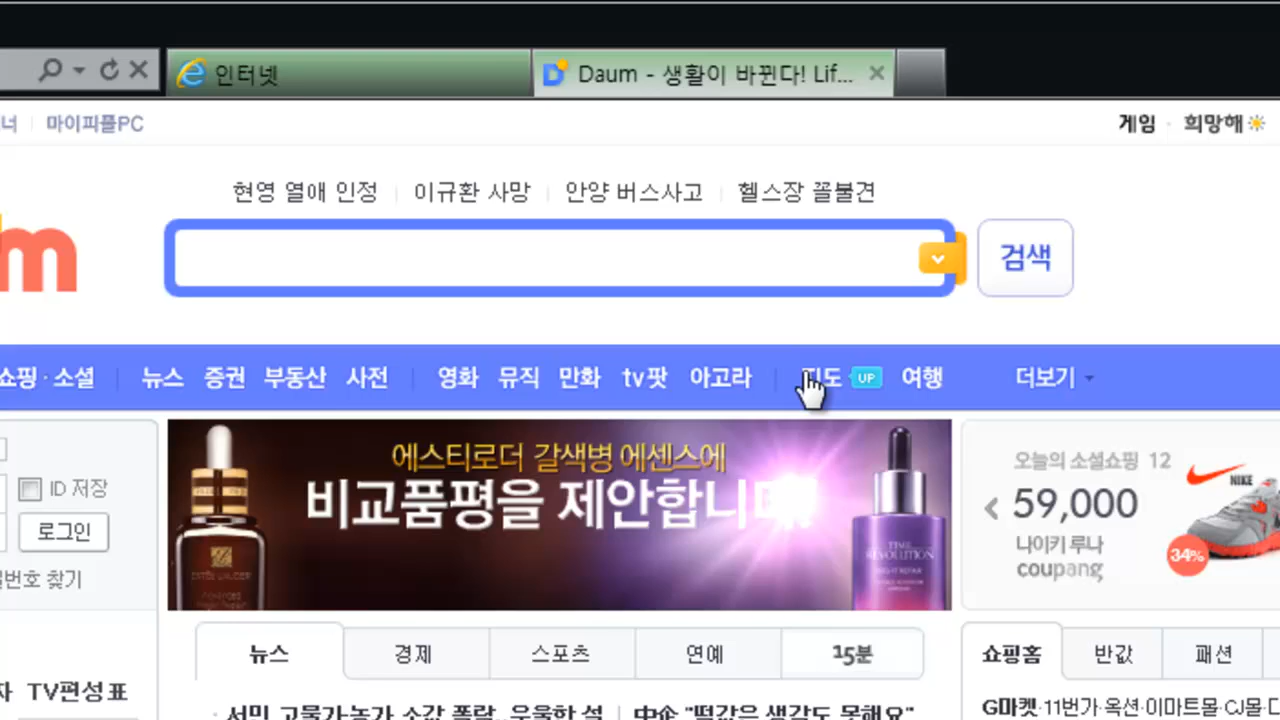 인터넷
Daum - 생활이 바뀐다! Lif...
너 마이피플PC
게임 · 희망해
현영 열애 인정 이규환 사망 안양 버스사고 헬스장 꼴불견
m
검색
쇼핑·소셜 뉴스 증권 부동산 사전 영화 뮤직 만화 tv팟 아고라 지도 UP 여행 더보기
에스티로더 갈색병 에센스에
비교품평을 제안합니다
오늘의 소셜쇼핑 12
NIKE
59,000
나이키 루나
34%
coupang
ID 저장
로그인
번호 찾기
TIME
REVOLUTION
NIGHT REPAIR
ESTEE LAUDER
Advanced
Night Repair
뉴스 경제 스포츠 연예 15분
쇼핑홈 반값 패션
TV편성표
서민 고물가·농가 소값 폭락.. 우울한 설
中企 "떡값은 생각도 못해요"
G마켓·11번가·옥션·이마트몰·CJ몰·D